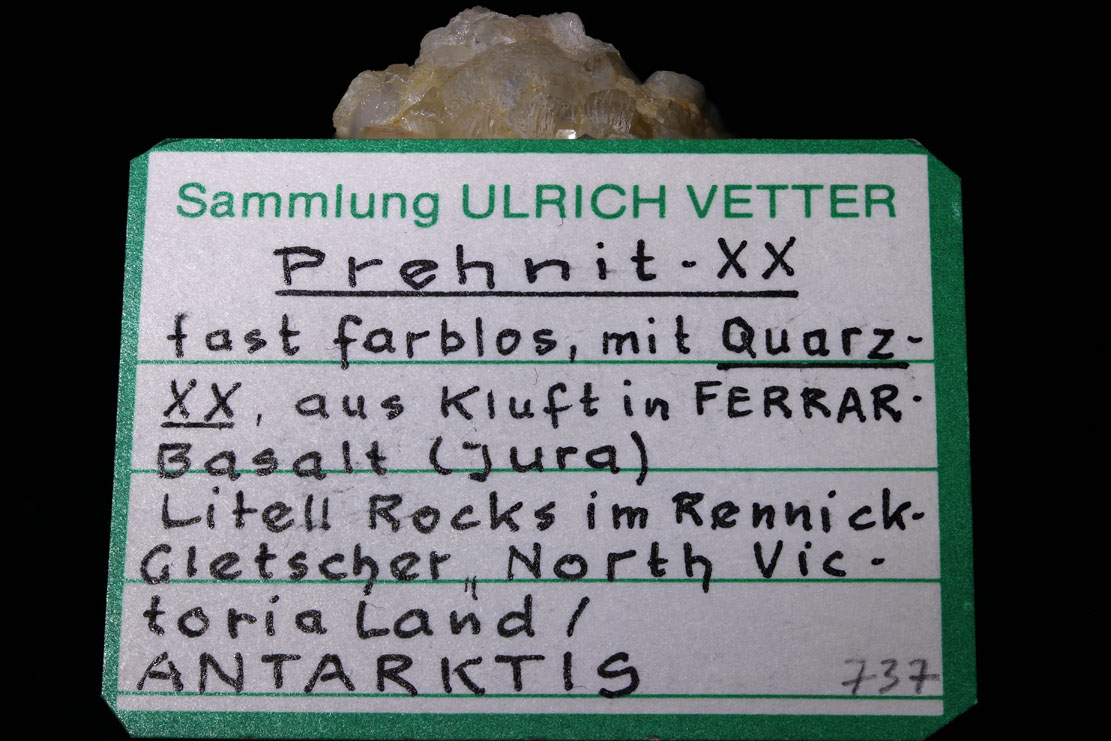 Sammlung ULRICH VETTER
Prehnit-XX
fast farblos, mit Quarz-
XX, aus Kluft in FERRAR-
Basalt (Jura)
Litell Rocks im Rennick-
Gletscher,, North Vic-
toria Land /
ANTARKTIS
737